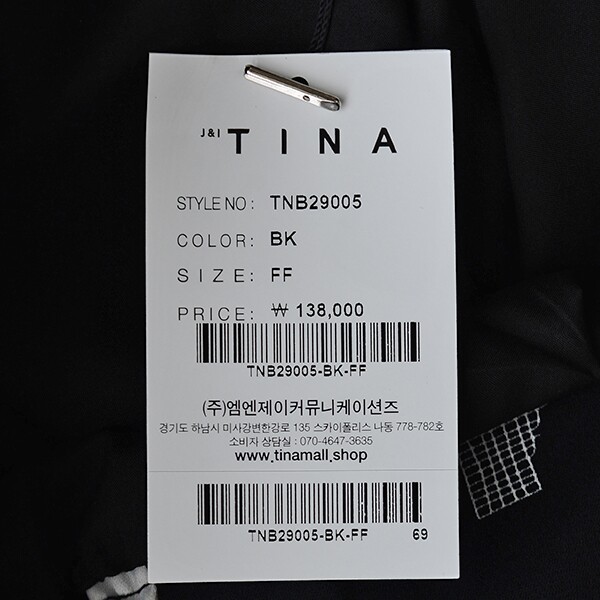 J&I TINA
STYLE NO : TNB29005
COLOR: BK
SIZE: FF
PRICE: ₩ 138,000
TNB29005-BK-FF
(주)엠엔제이커뮤니케이션즈
경기도 하남시 미사강변한강로 135 스카이폴리스 나동 778-782호
소비자 상담실 : 070-4647-3635
www.tinamall.shop
TNB29005-BK-FF 69